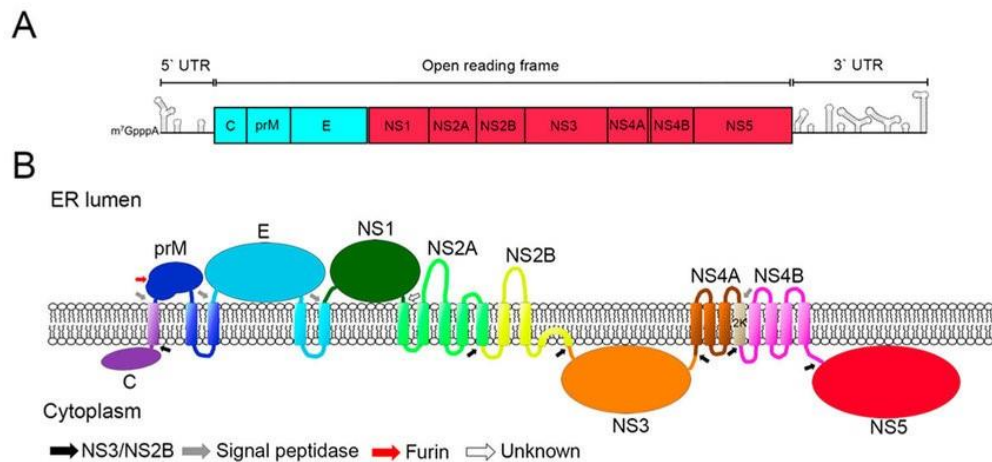 A
5` UTR Open reading frame 3` UTR
m⁷GpppA C prM E NS1 NS2A NS2B NS3 NS4A NS4B NS5
B
ER lumen
prM E NS1 NS2A NS2B NS4A NS4B
2K
C NS3 NS5
Cytoplasm
NS3/NS2B Signal peptidase Furin Unknown